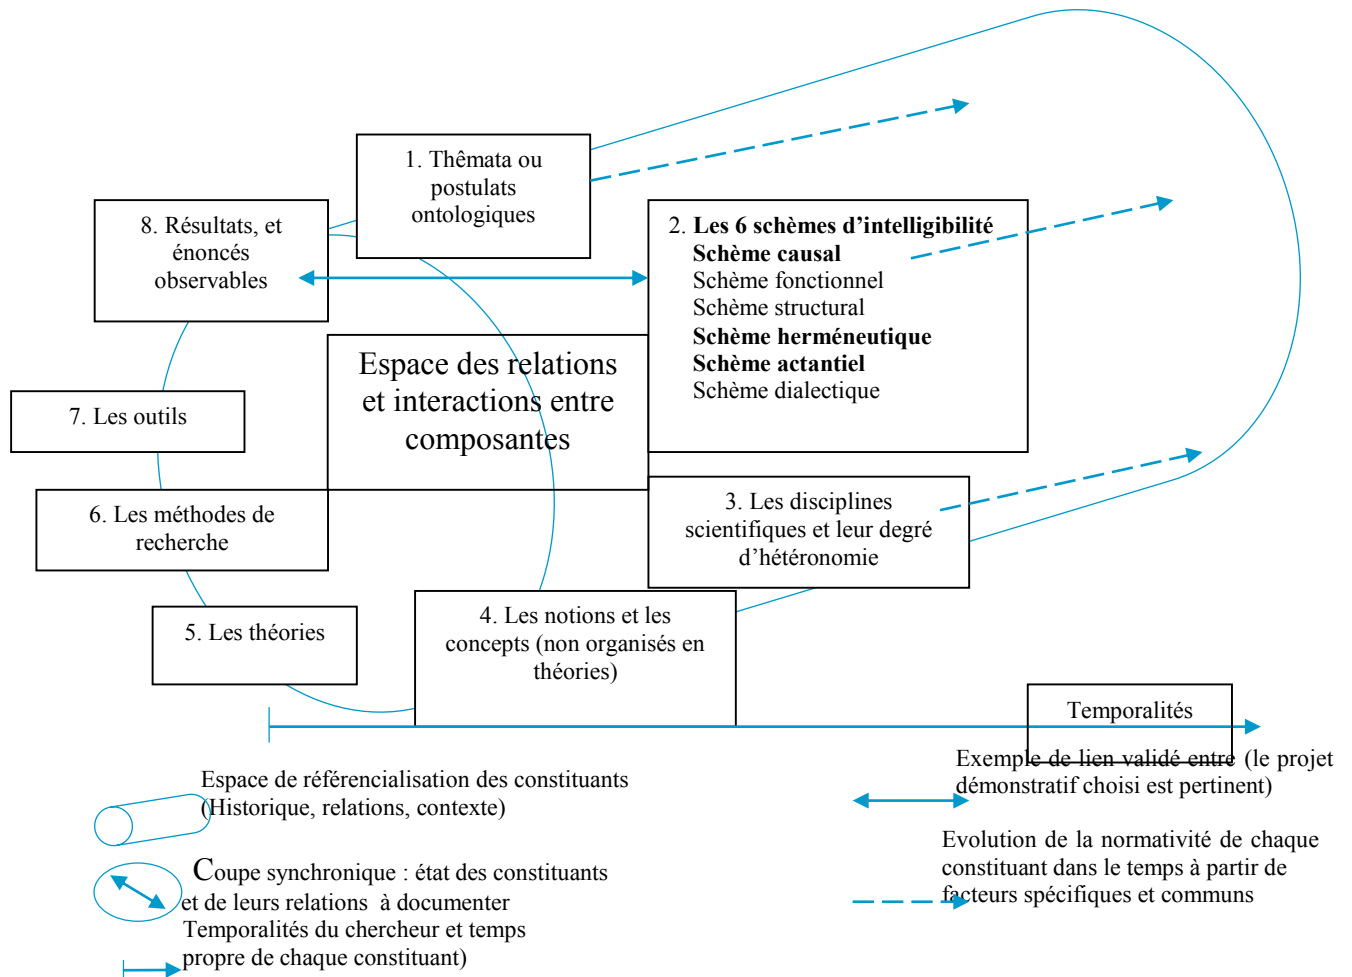 1. Thêmata ou
postulats
ontologiques
8. Résultats, et
énoncés
observables
2. Les 6 schèmes d'intelligibilité
Schème causal
Schème fonctionnel
Schème structural
Schème herméneutique
Schème actantiel
Schème dialectique
Espace des relations
et interactions entre
composantes
7. Les outils
6. Les méthodes de
recherche
3. Les disciplines
scientifiques et leur degré
d'hétéronomie
5. Les théories
4. Les notions et les
concepts (non organisés en
théories)
Temporalités
Espace de référencialisation des constituants
(Historique, relations, contexte)
Coupe synchronique : état des constituants
et de leurs relations à documenter
Temporalités du chercheur et temps
propre de chaque constituant)
Exemple de lien validé entre (le projet
démonstratif choisi est pertinent)
Evolution de la normativité de chaque
constituant dans le temps à partir de
facteurs spécifiques et communs